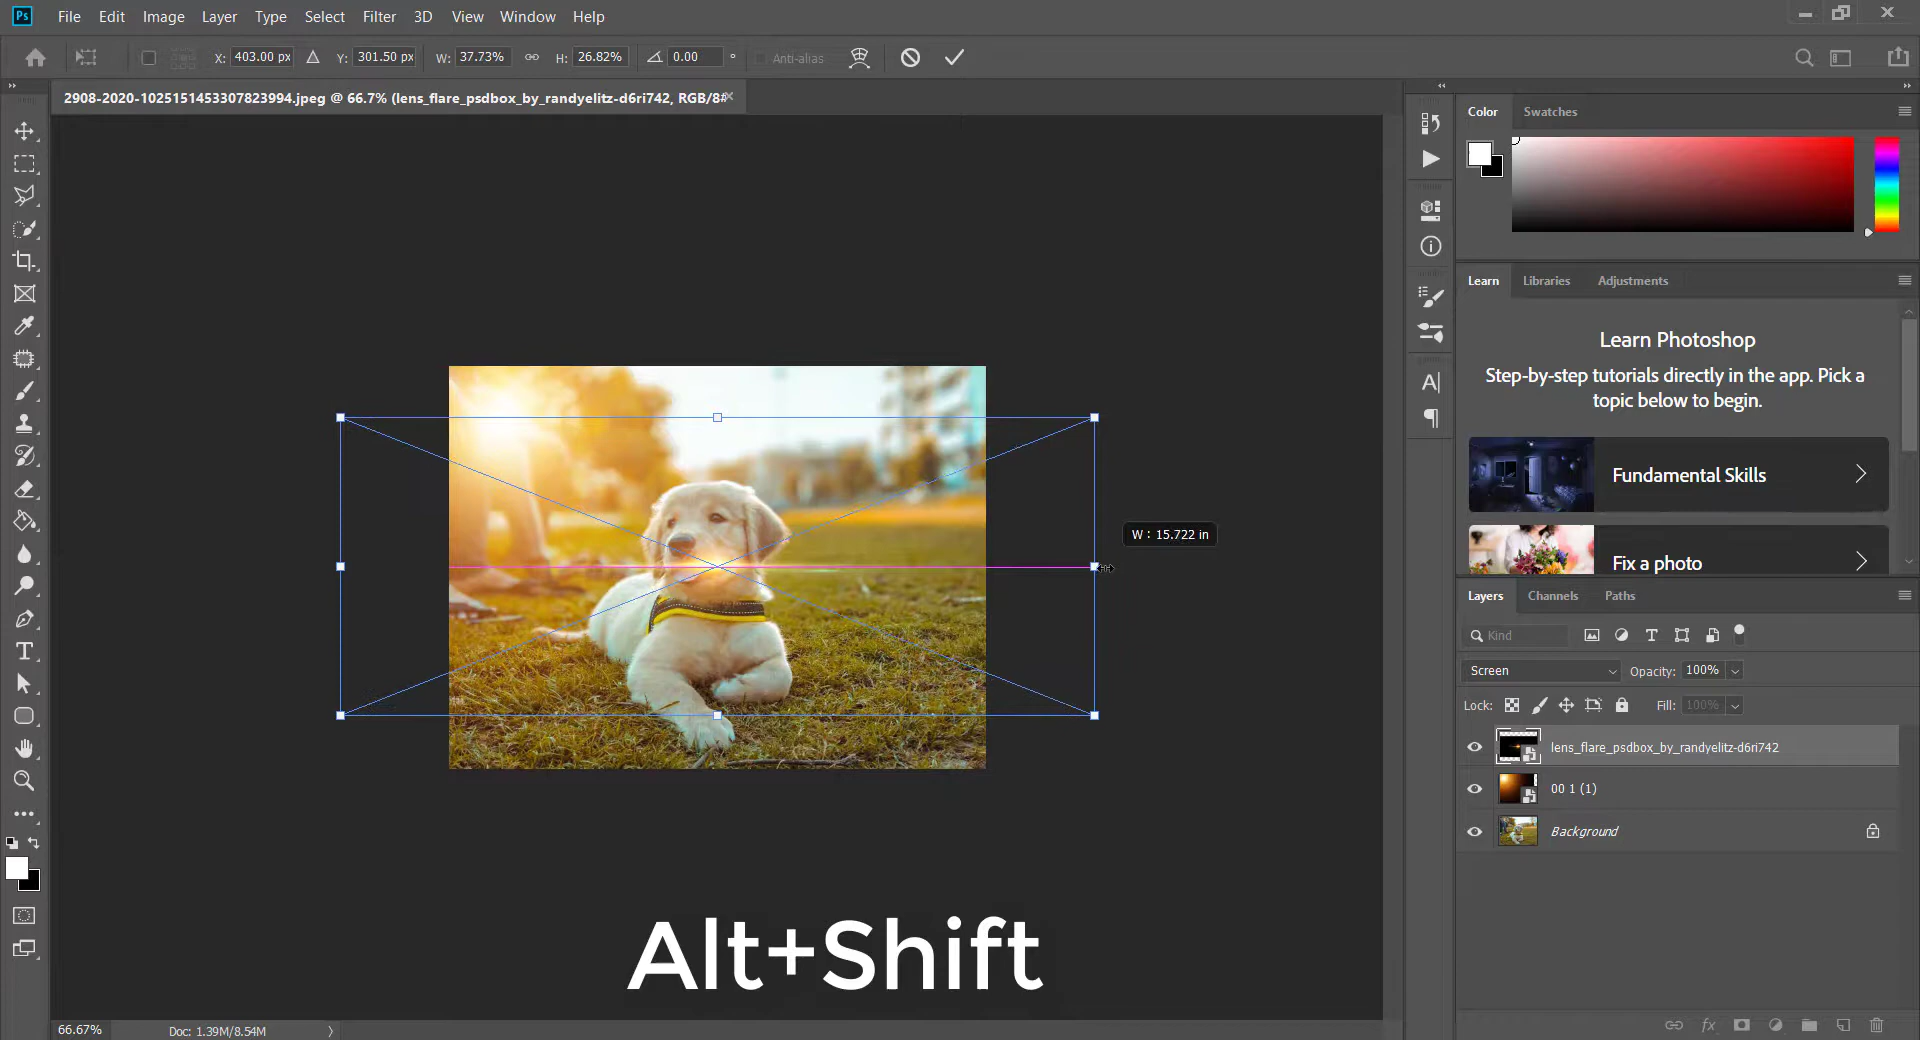 Ps File Edit Image Layer Type Select Filter 3D View Window Help
X: 403.00 px Y: 301.50 px W: 37.73% H: 26.82% 0.00 ° Anti-alias
2908-2020-1025151453307823994.jpeg @ 66.7% (lens_flare_psdbox_by_randyelitz-d6ri742, RGB/8#
Color Swatches
Learn Libraries Adjustments
Learn Photoshop
Step-by-step tutorials directly in the app. Pick a
topic below to begin.
Fundamental Skills
Fix a photo
W : 15.722 in
Layers Channels Paths
Kind
Screen Opacity: 100%
Lock: Fill: 100%
lens_flare_psdbox_by_randyelitz-d6ri742
00 1 (1)
Background
Alt+Shift
66.67% Doc: 1.39M/8.54M
fx